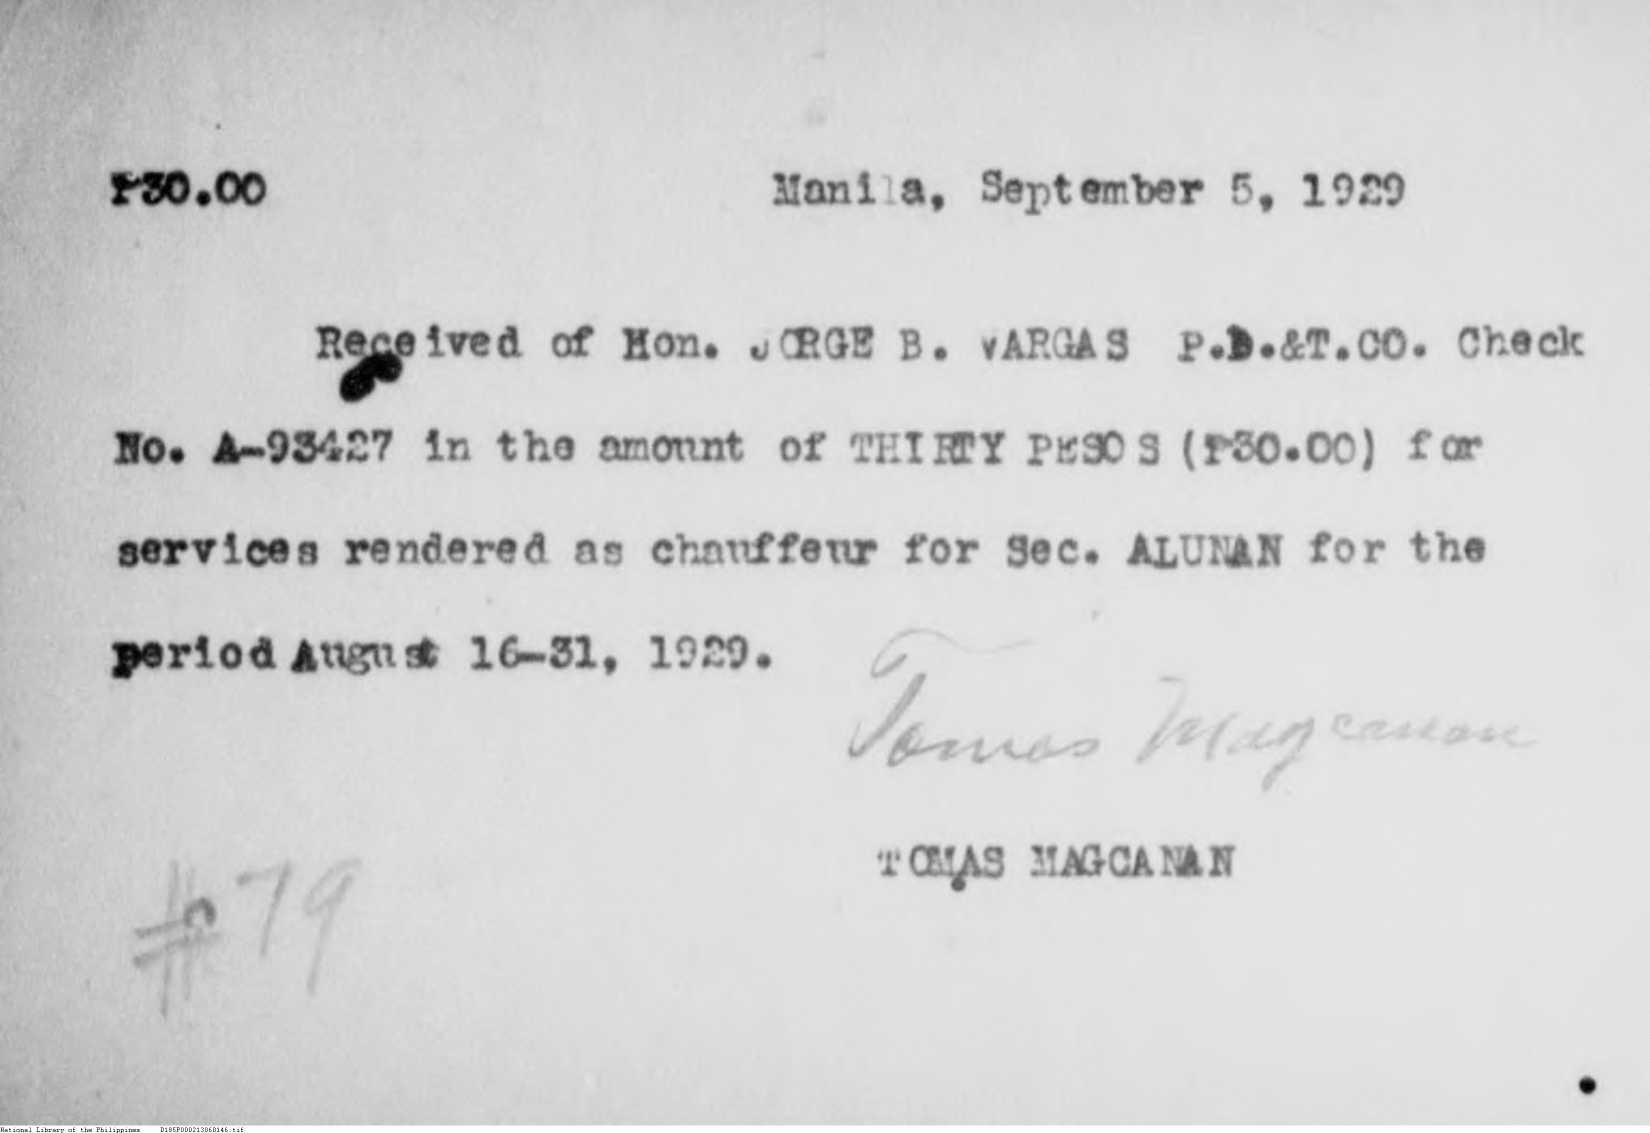 ₱30.00 Manila, September 5, 1929
Received of Hon. JORGE B. VARGAS P.D.&T.CO. Check
No. A-93427 in the amount of THIRTY PESOS (₱30.00) for
services rendered as chauffeur for Sec. ALUNAN for the
period August 16-31, 1929.
Tomas Magcanan
TOMAS MAGCANAN
#79
National Library of the Philippines D185P000213060146.tif